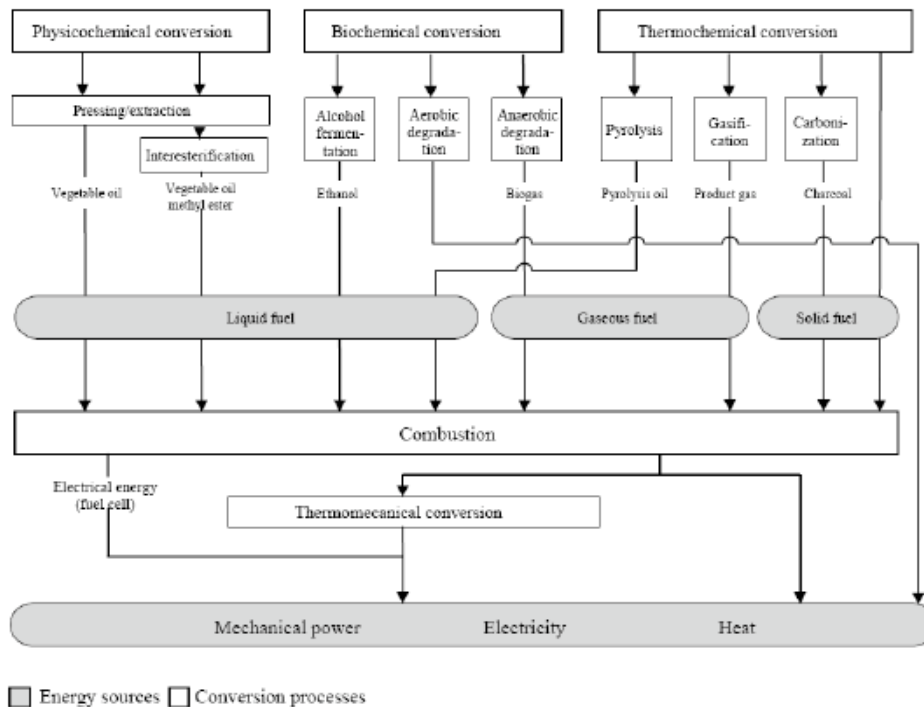 Physicochemical conversion
Biochemical conversion
Thermochemical conversion
Pressing/extraction
Interesterification
Alcohol
fermen-
tation
Aerobic
degrada-
tion
Anaerobic
degrada-
tion
Pyrolysis
Gasifi-
cation
Carboni-
zation
Vegetable oil
Vegetable oil
methyl ester
Ethanol
Biogas
Pyrolysis oil
Product gas
Charcoal
Liquid fuel
Gaseous fuel
Solid fuel
Combustion
Electrical energy
(fuel cell)
Thermomecanical conversion
Mechanical power
Electricity
Heat
Energy sources
Conversion processes